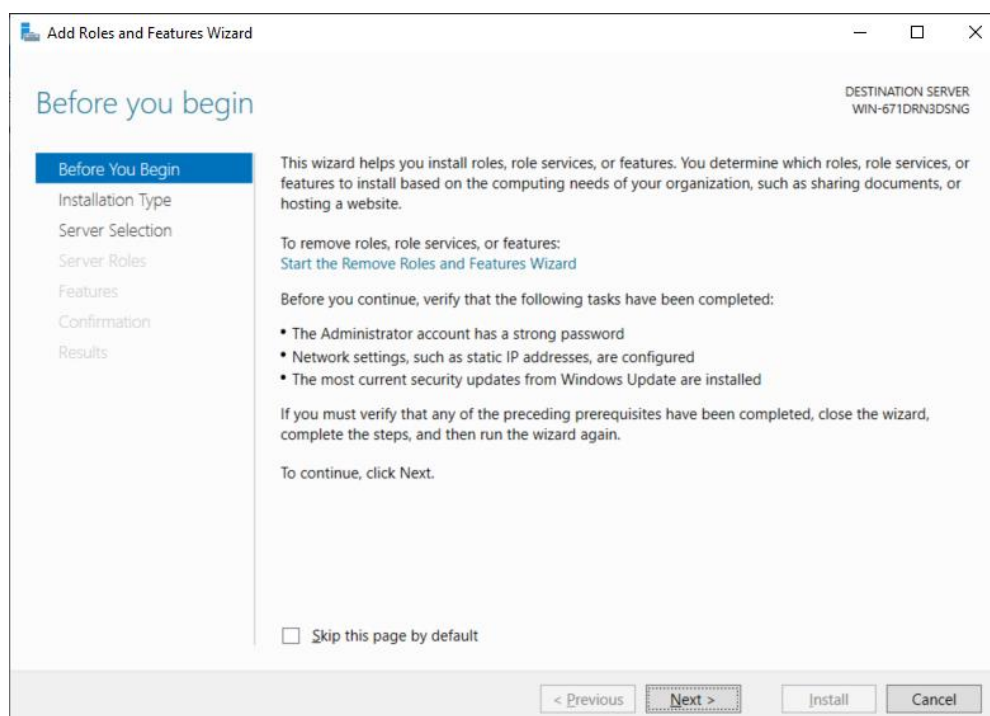 Add Roles and Features Wizard
Before you begin
DESTINATION SERVER
WIN-671DRN3DSNG
Before You Begin
Installation Type
Server Selection
Server Roles
Features
Confirmation
Results
This wizard helps you install roles, role services, or features. You determine which roles, role services, or
features to install based on the computing needs of your organization, such as sharing documents, or
hosting a website.
To remove roles, role services, or features:
Start the Remove Roles and Features Wizard
Before you continue, verify that the following tasks have been completed:
• The Administrator account has a strong password
• Network settings, such as static IP addresses, are configured
• The most current security updates from Windows Update are installed
If you must verify that any of the preceding prerequisites have been completed, close the wizard,
complete the steps, and then run the wizard again.
To continue, click Next.
Skip this page by default
< Previous Next > Install Cancel